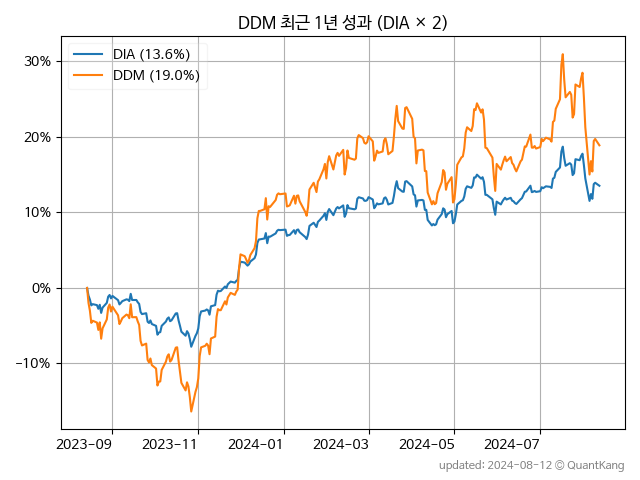 DDM 최근 1년 성과 (DIA × 2)
DIA (13.6%)
DDM (19.0%)
30%
20%
10%
0%
−10%
2023-09
2023-11
2024-01
2024-03
2024-05
2024-07
updated: 2024-08-12 © QuantKang